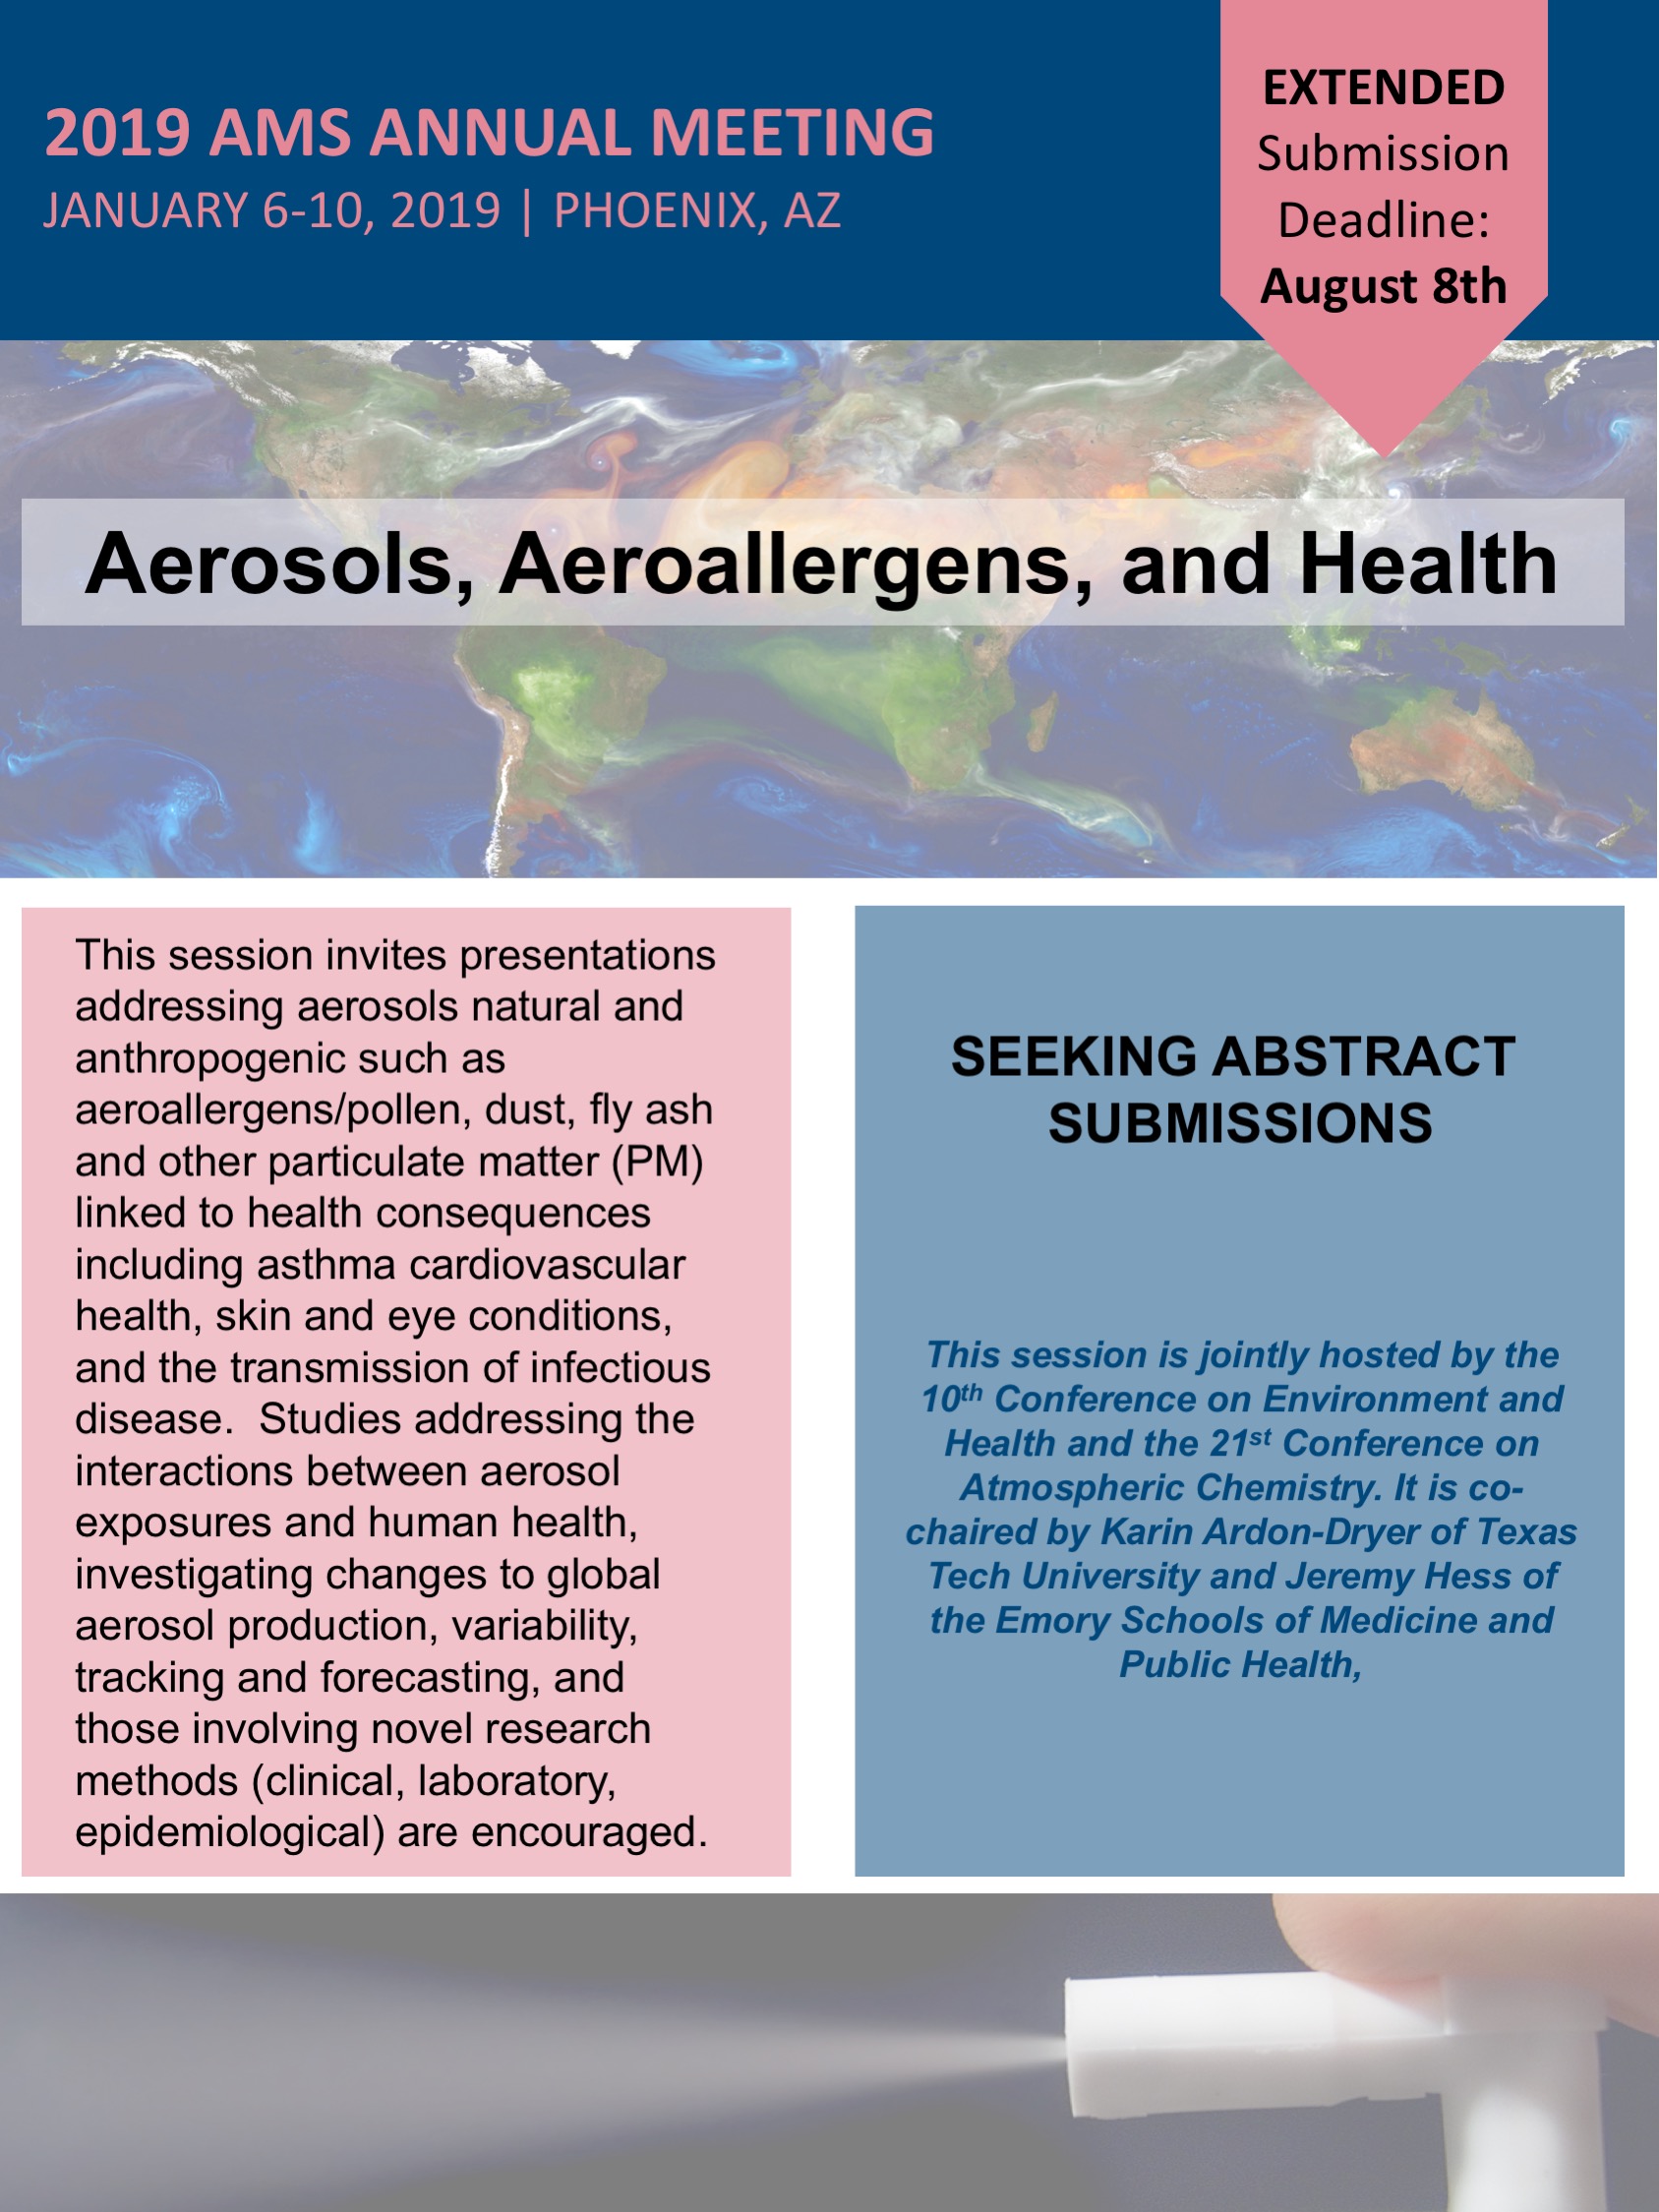 2019 AMS ANNUAL MEETING
JANUARY 6-10, 2019 | PHOENIX, AZ
EXTENDED
Submission
Deadline:
August 8th
Aerosols, Aeroallergens, and Health
This session invites presentations
addressing aerosols natural and
anthropogenic such as
aeroallergens/pollen, dust, fly ash
and other particulate matter (PM)
linked to health consequences
including asthma cardiovascular
health, skin and eye conditions,
and the transmission of infectious
disease.  Studies addressing the
interactions between aerosol
exposures and human health,
investigating changes to global
aerosol production, variability,
tracking and forecasting, and
those involving novel research
methods (clinical, laboratory,
epidemiological) are encouraged.
SEEKING ABSTRACT
SUBMISSIONS
This session is jointly hosted by the
10th Conference on Environment and
Health and the 21st Conference on
Atmospheric Chemistry. It is co-
chaired by Karin Ardon-Dryer of Texas
Tech University and Jeremy Hess of
the Emory Schools of Medicine and
Public Health,